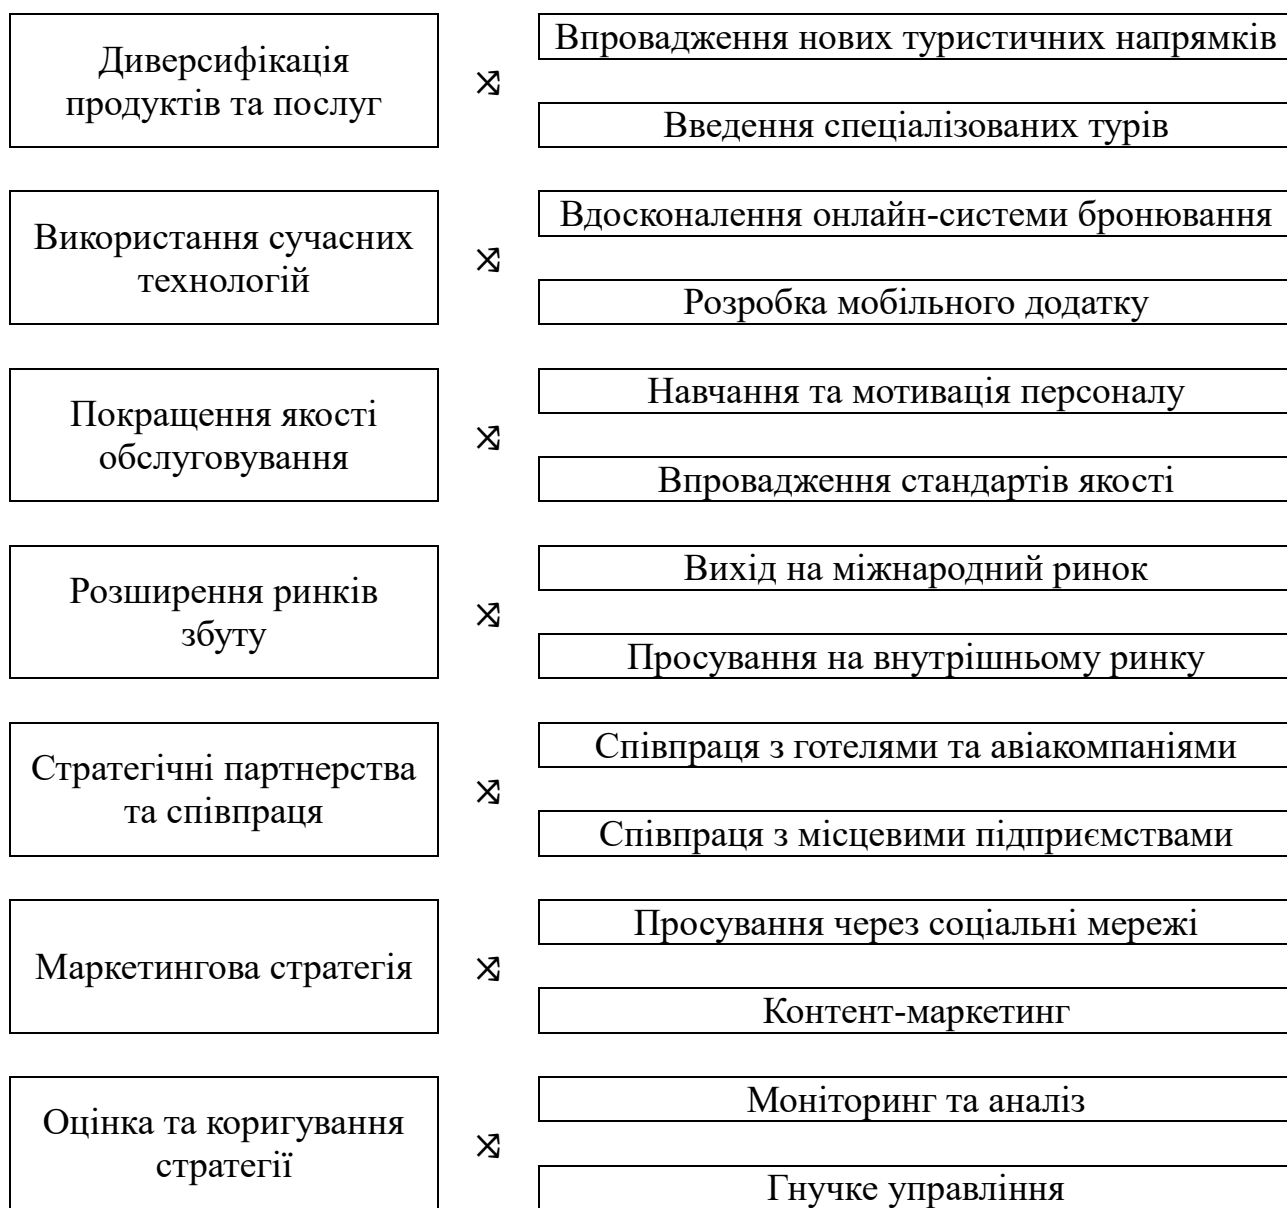 Диверсифікація
продуктів та послуг
Впровадження нових туристичних напрямків
Введення спеціалізованих турів
Використання сучасних
технологій
Вдосконалення онлайн-системи бронювання
Розробка мобільного додатку
Покращення якості
обслуговування
Навчання та мотивація персоналу
Впровадження стандартів якості
Розширення ринків
збуту
Вихід на міжнародний ринок
Просування на внутрішньому ринку
Стратегічні партнерства
та співпраця
Співпраця з готелями та авіакомпаніями
Співпраця з місцевими підприємствами
Маркетингова стратегія
Просування через соціальні мережі
Контент-маркетинг
Оцінка та коригування
стратегії
Моніторинг та аналіз
Гнучке управління